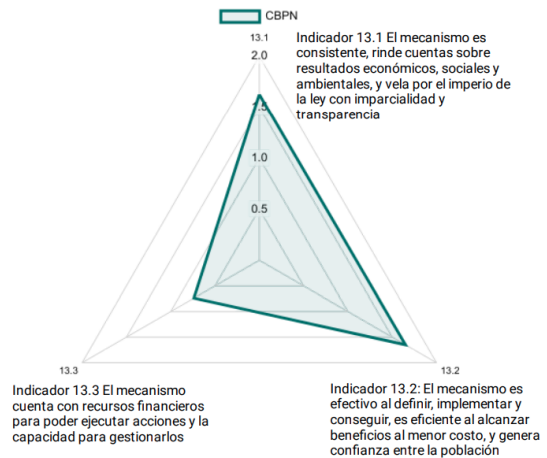 CBPN
13.1
Indicador 13.1 El mecanismo es
consistente, rinde cuentas sobre
resultados económicos, sociales y
ambientales, y vela por el imperio de
la ley con imparcialidad y
transparencia
2.0
1.5
1.0
0.5
13.3
13.2
Indicador 13.3 El mecanismo
cuenta con recursos financieros
para poder ejecutar acciones y la
capacidad para gestionarlos
Indicador 13.2: El mecanismo es
efectivo al definir, implementar y
conseguir, es eficiente al alcanzar
beneficios al menor costo, y genera
confianza entre la población